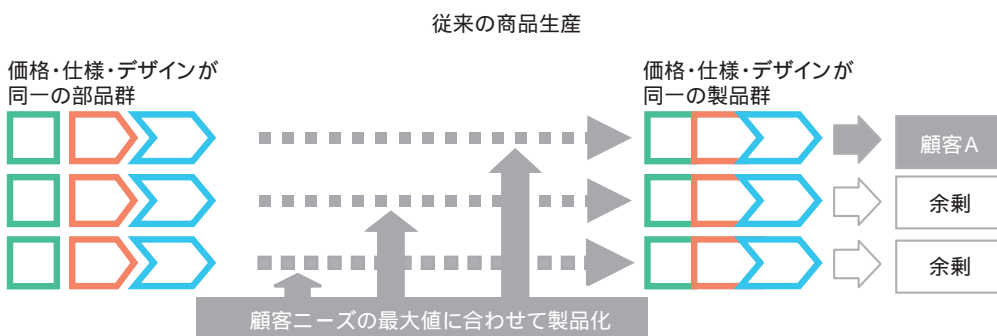 従来の商品生産
価格・仕様・デザインが
同一の部品群
価格・仕様・デザインが
同一の製品群
顧客A
余剰
余剰
顧客ニーズの最大値に合わせて製品化